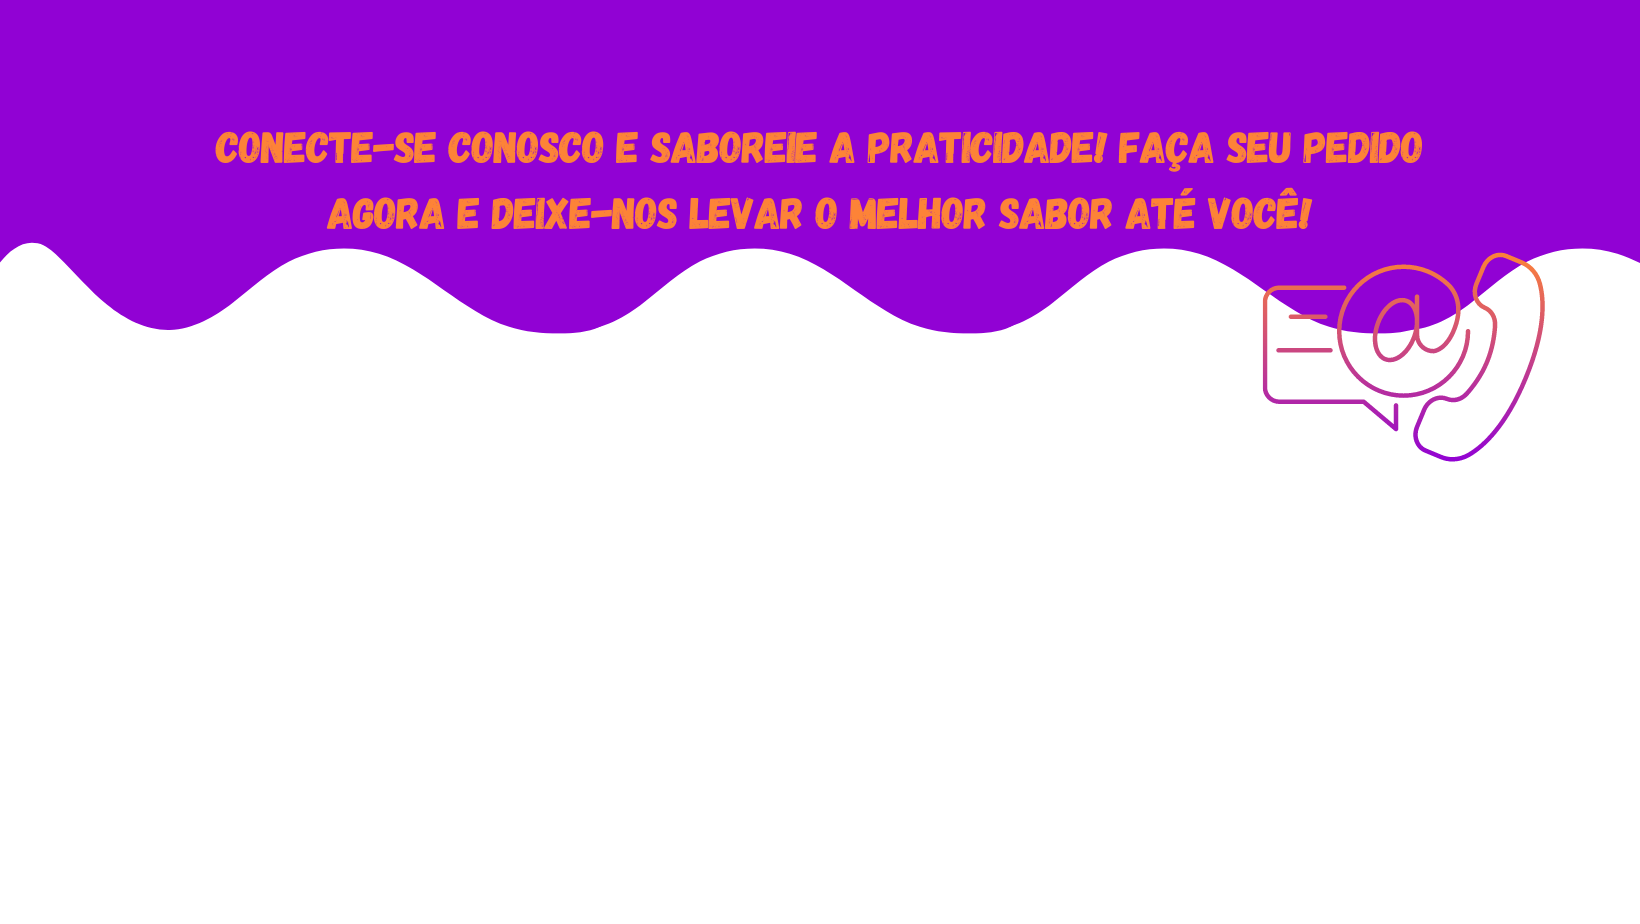 CONECTE-SE CONOSCO E SABOREIE A PRATICIDADE! FAÇA SEU PEDIDO
AGORA E DEIXE-NOS LEVAR O MELHOR SABOR ATÉ VOCÊ!
@